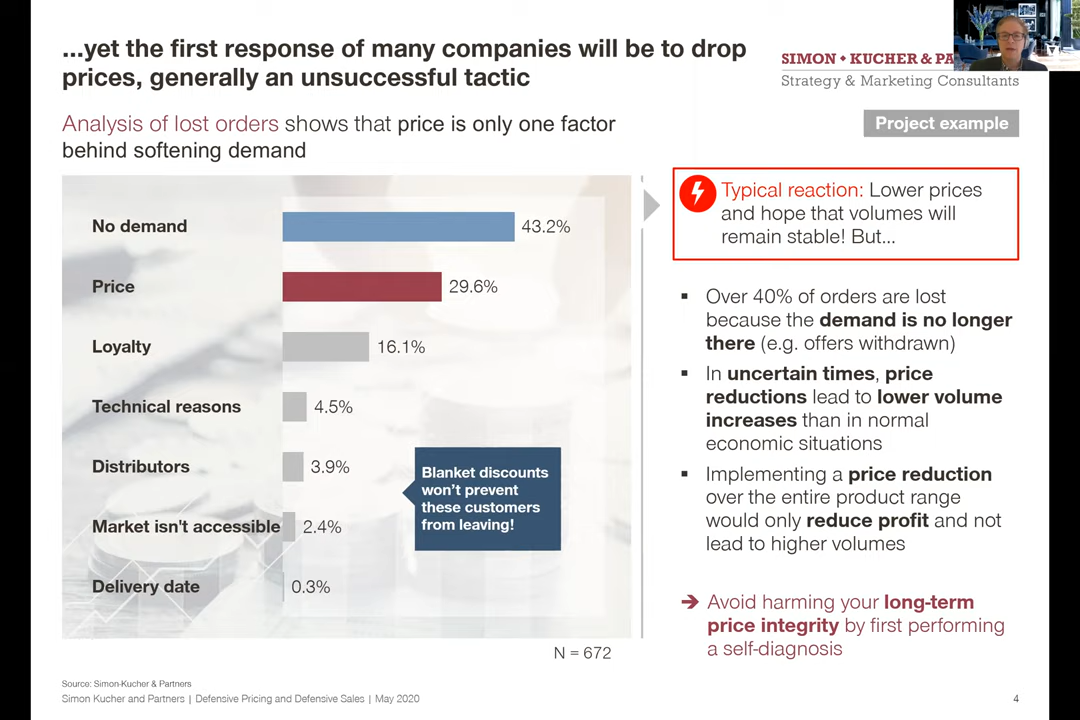 ...yet the first response of many companies will be to drop
prices, generally an unsuccessful tactic
SIMON • KUCHER & PA
Strategy & Marketing Consultants
Analysis of lost orders shows that price is only one factor
behind softening demand
Project example
No demand
43.2%
Price
29.6%
Loyalty
16.1%
Technical reasons
4.5%
Distributors
3.9%
Market isn't accessible
2.4%
Delivery date
0.3%
Blanket discounts
won't prevent
these customers
from leaving!
N = 672
Typical reaction: Lower prices
and hope that volumes will
remain stable! But...
▪ Over 40% of orders are lost
because the demand is no longer
there (e.g. offers withdrawn)
▪ In uncertain times, price
reductions lead to lower volume
increases than in normal
economic situations
▪ Implementing a price reduction
over the entire product range
would only reduce profit and not
lead to higher volumes
➔ Avoid harming your long-term
price integrity by first performing
a self-diagnosis
Source: Simon-Kucher & Partners
Simon Kucher and Partners | Defensive Pricing and Defensive Sales | May 2020
4